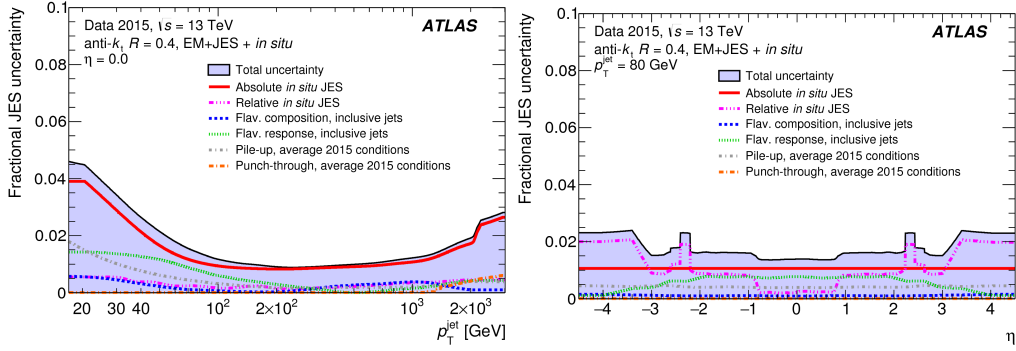 Fractional JES uncertainty
0.1
0.08
0.06
0.04
0.02
0
Data 2015, √s = 13 TeV
ATLAS
anti-kt R = 0.4, EM+JES + in situ
η = 0.0
Total uncertainty
Absolute in situ JES
Relative in situ JES
Flav. composition, inclusive jets
Flav. response, inclusive jets
Pile-up, average 2015 conditions
Punch-through, average 2015 conditions
20 30 40 10² 2×10² 10³ 2×10³
pTjet [GeV]
Fractional JES uncertainty
0.1
0.08
0.06
0.04
0.02
0
Data 2015, √s = 13 TeV
ATLAS
anti-kt R = 0.4, EM+JES + in situ
pTjet = 80 GeV
Total uncertainty
Absolute in situ JES
Relative in situ JES
Flav. composition, inclusive jets
Flav. response, inclusive jets
Pile-up, average 2015 conditions
Punch-through, average 2015 conditions
−4 −3 −2 −1 0 1 2 3 4
η